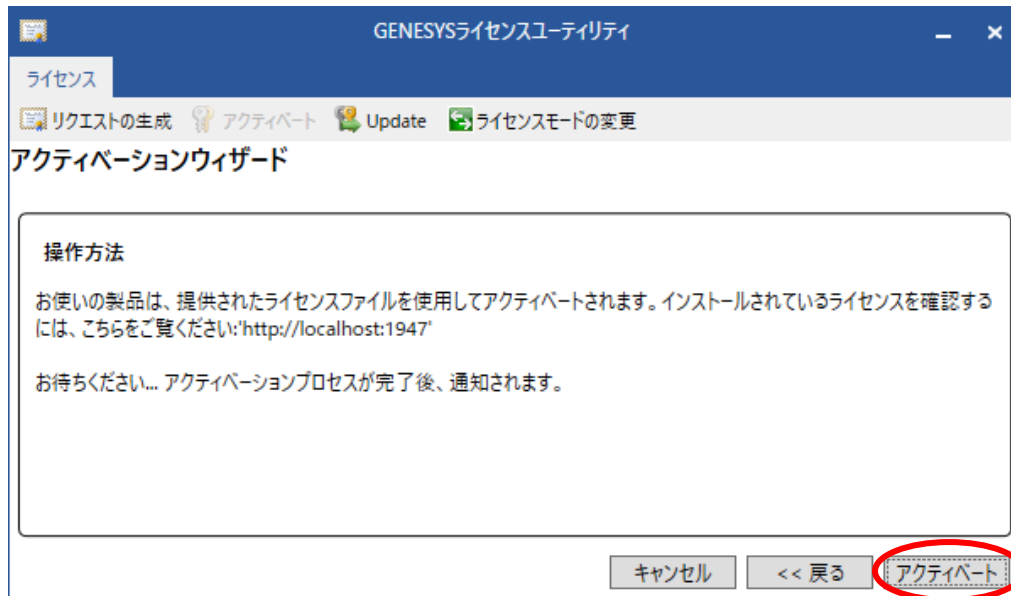 GENESYSライセンスユーティリティ
ライセンス
リクエストの生成 アクティベート Update ライセンスモードの変更
アクティベーションウィザード
操作方法
お使いの製品は、提供されたライセンスファイルを使用してアクティベートされます。インストールされているライセンスを確認する
には、こちらをご覧ください:'http://localhost:1947'
お待ちください... アクティベーションプロセスが完了後、通知されます。
キャンセル << 戻る アクティベート